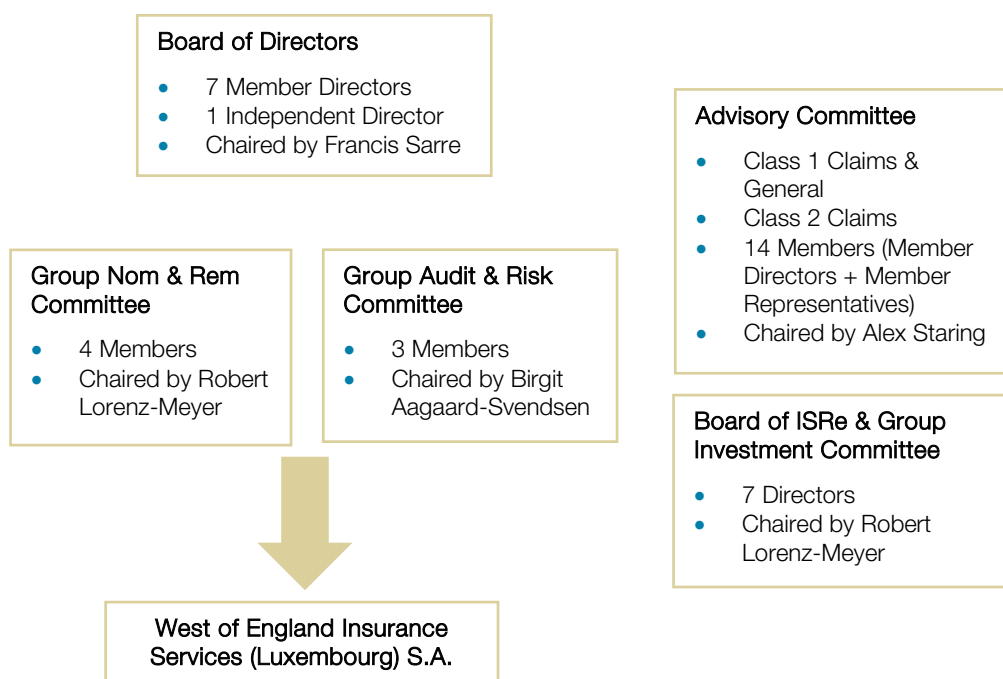 Board of Directors
• 7 Member Directors
• 1 Independent Director
• Chaired by Francis Sarre
Advisory Committee
• Class 1 Claims &
General
• Class 2 Claims
• 14 Members (Member
Directors + Member
Representatives)
• Chaired by Alex Staring
Group Nom & Rem
Committee
• 4 Members
• Chaired by Robert
Lorenz-Meyer
Group Audit & Risk
Committee
• 3 Members
• Chaired by Birgit
Aagaard-Svendsen
Board of ISRe & Group
Investment Committee
• 7 Directors
• Chaired by Robert
Lorenz-Meyer
West of England Insurance
Services (Luxembourg) S.A.